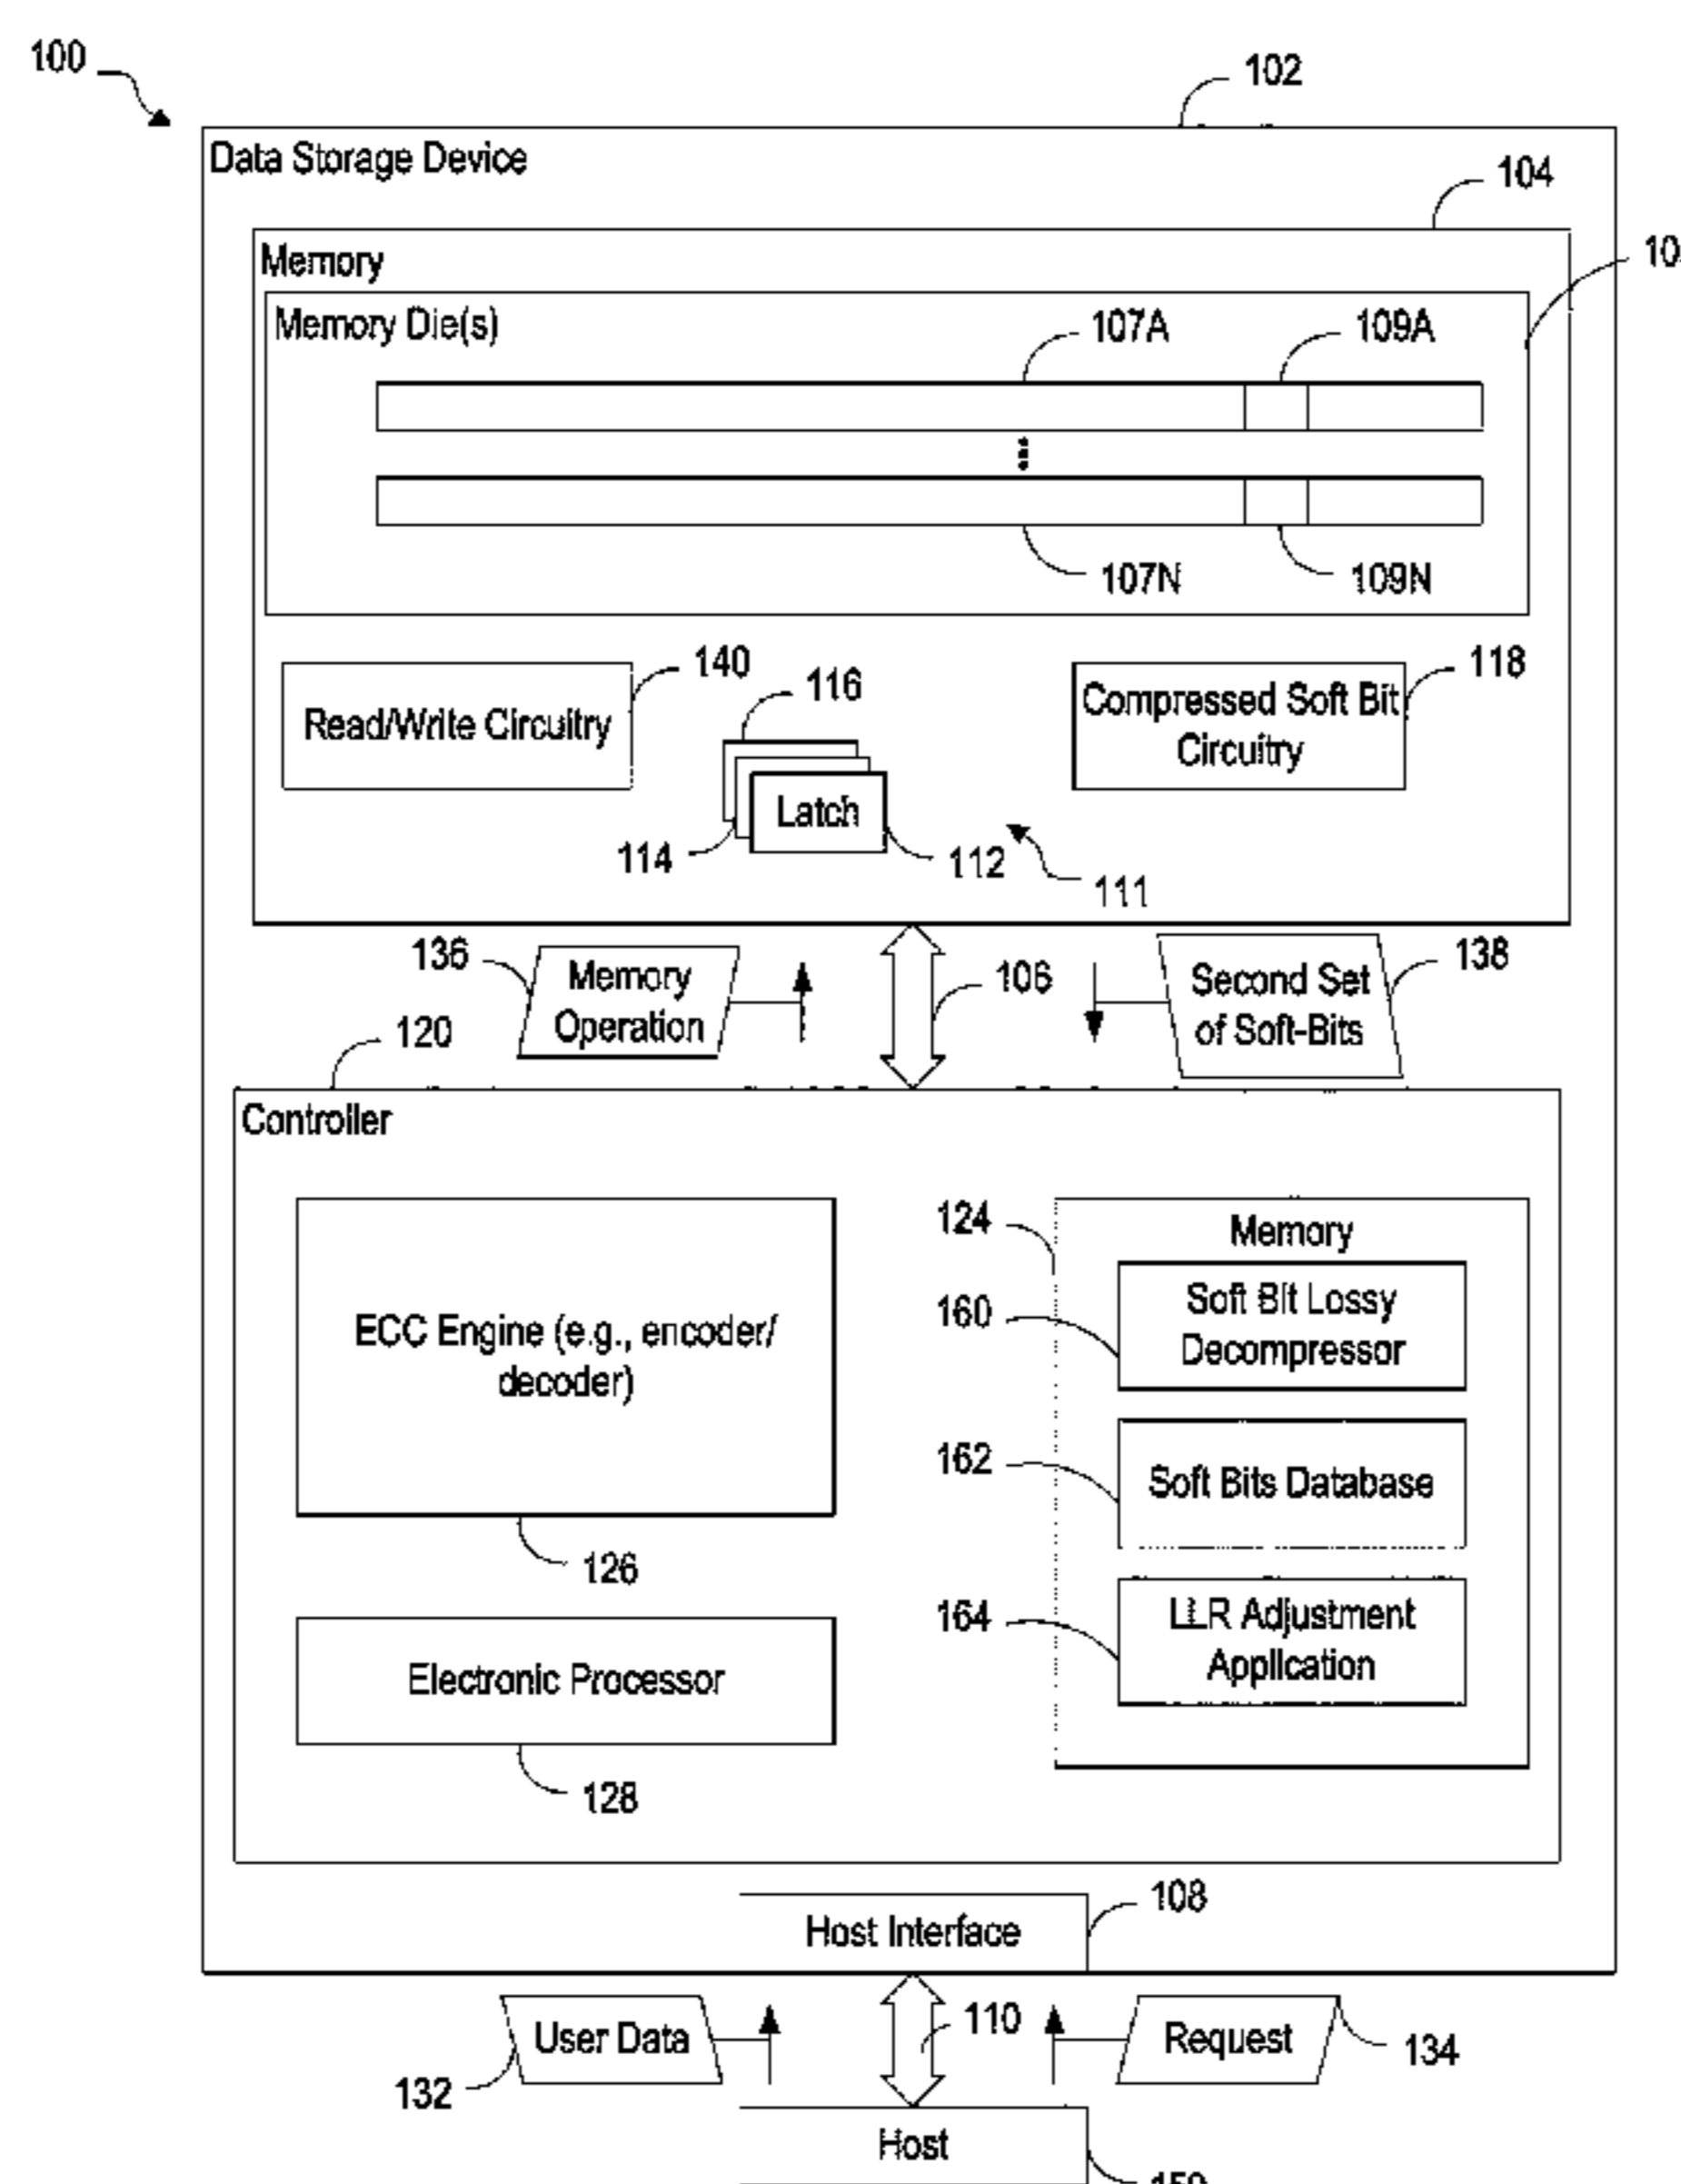 100
102
Data Storage Device
104
Memory
Memory Die(s)
107A
109A
107N
109N
140
Read/Write Circuitry
116
Latch
114
112
111
118
Compressed Soft Bit
Circuitry
136
Memory
Operation
106
Second Set
of Soft-Bits
138
120
Controller
ECC Engine (e.g., encoder/
decoder)
126
Electronic Processor
128
124
Memory
160
Soft Bit Lossy
Decompressor
162
Soft Bits Database
164
LLR Adjustment
Application
Host Interface
108
User Data
132
110
Request
134
Host